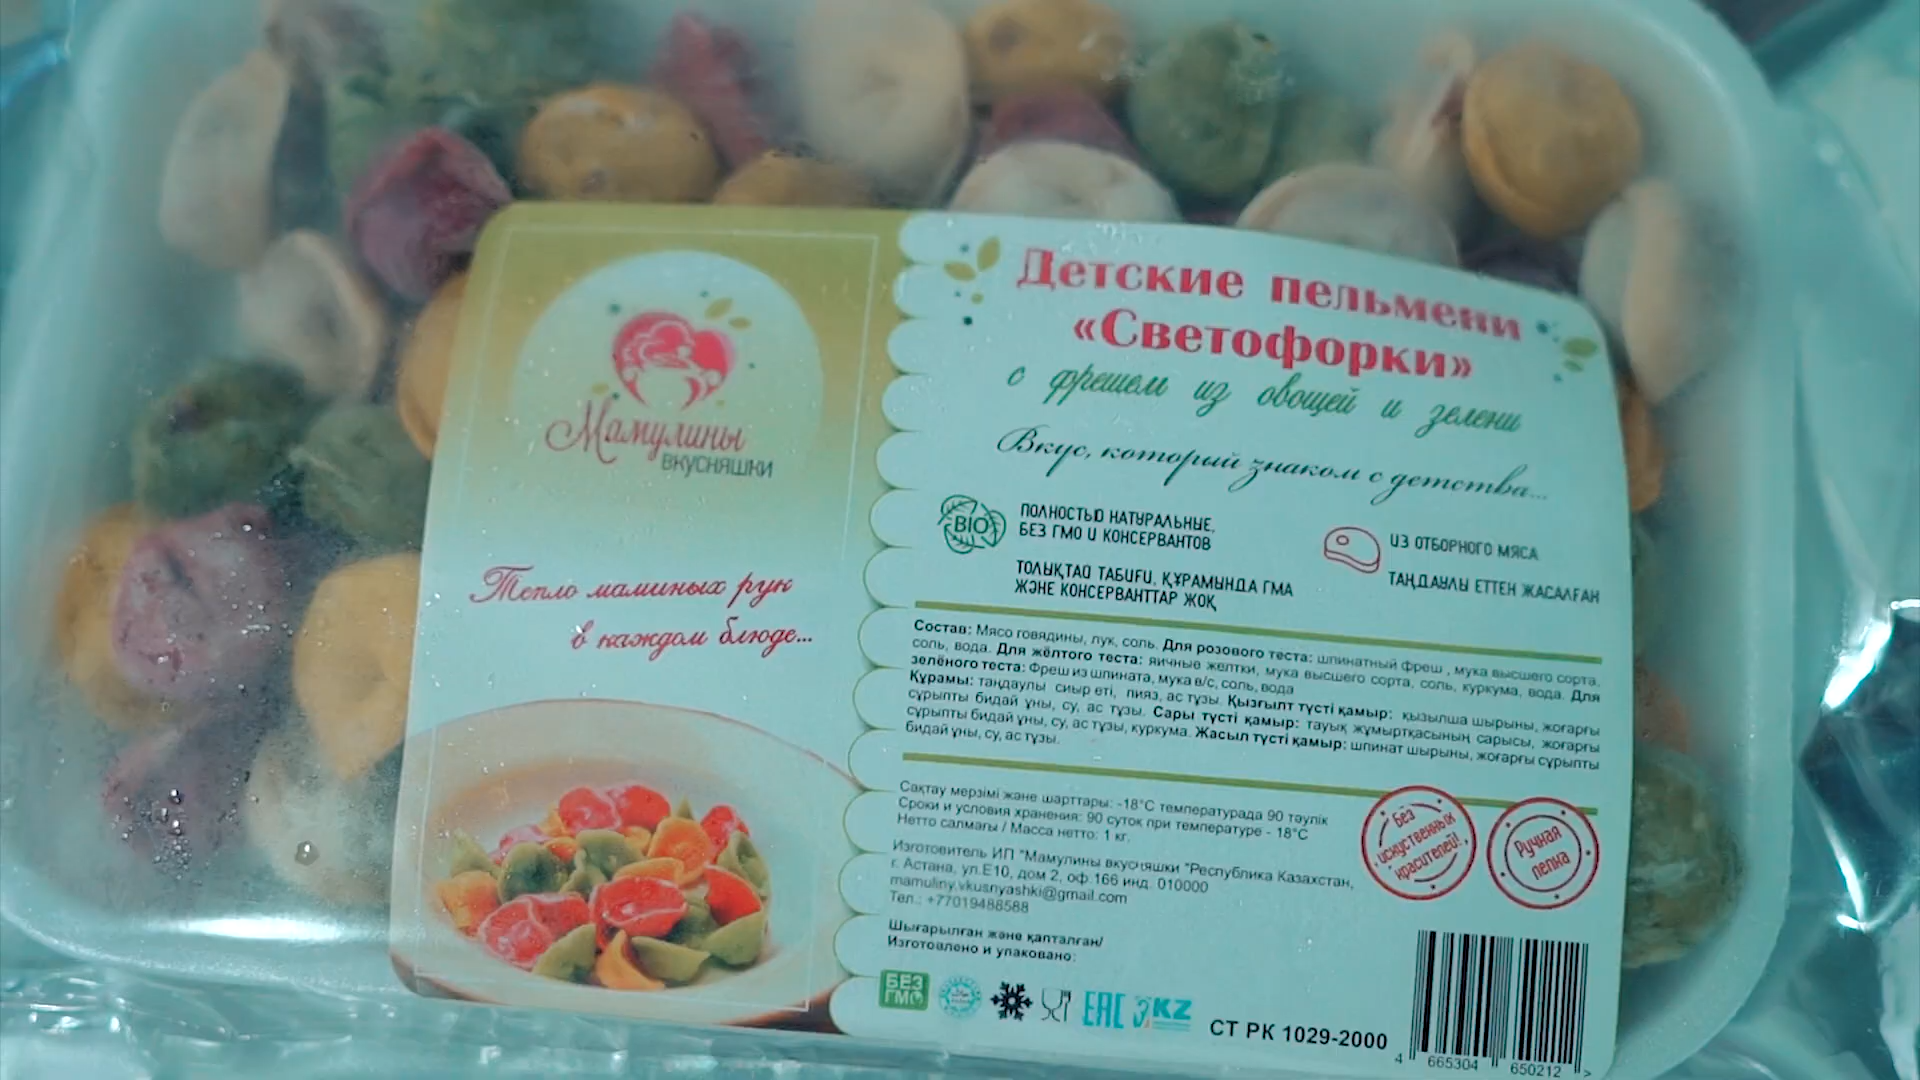 Мамулины
ВКУСНЯШКИ
Тепло маминых рук
в каждом блюде...
Детские пельмени
«Светофорки»
с фрешем из овощей и зелени
Вкус, который знаком с детства...
BIO
ПОЛНОСТЬЮ НАТУРАЛЬНЫЕ,
БЕЗ ГМО И КОНСЕРВАНТОВ
ТОЛЫҚТАЙ ТАБИҒИ, ҚҰРАМЫНДА ГМА
ЖӘНЕ КОНСЕРВАНТТАР ЖОҚ
ИЗ ОТБОРНОГО МЯСА
ТАҢДАУЛЫ ЕТТЕН ЖАСАЛҒАН
Состав: Мясо говядины, лук, соль. Для розового теста: шпинатный фреш , мука высшего сорта,
соль, вода. Для жёлтого теста: яичные желтки, мука высшего сорта, соль, куркума, вода. Для
зелёного теста: Фреш из шпината, мука в/с, соль, вода
Құрамы: таңдаулы сиыр еті, пияз, ас тұзы. Қызғылт түсті қамыр: қызылша шырыны, жоғарғы
сұрыпты бидай ұны, су, ас тұзы. Сары түсті қамыр: тауық жұмыртқасының сарысы, жоғарғы
сұрыпты бидай ұны, су, ас тұзы, куркума. Жасыл түсті қамыр: шпинат шырыны, жоғарғы сұрыпты
бидай ұны, су, ас тұзы.
Сақтау мерзімі және шарттары: -18°С температурада 90 тәулік
Сроки и условия хранения: 90 суток при температуре - 18°С
Нетто салмағы / Масса нетто: 1 кг.
Изготовитель ИП "Мамулины вкусняшки "Республика Казахстан,
г. Астана, ул.Е10, дом 2, оф.166 инд. 010000
mamuliny.vkusnyashki@gmail.com
Тел.: +77019488588
Шығарылған және қапталған/
Изготовлено и упаковано:
Без
искуственных
красителей!
Ручная
лепка
БЕЗ
ГМО
ЕАС
KZ
СТ РК 1029-2000
4 665304 650212 >